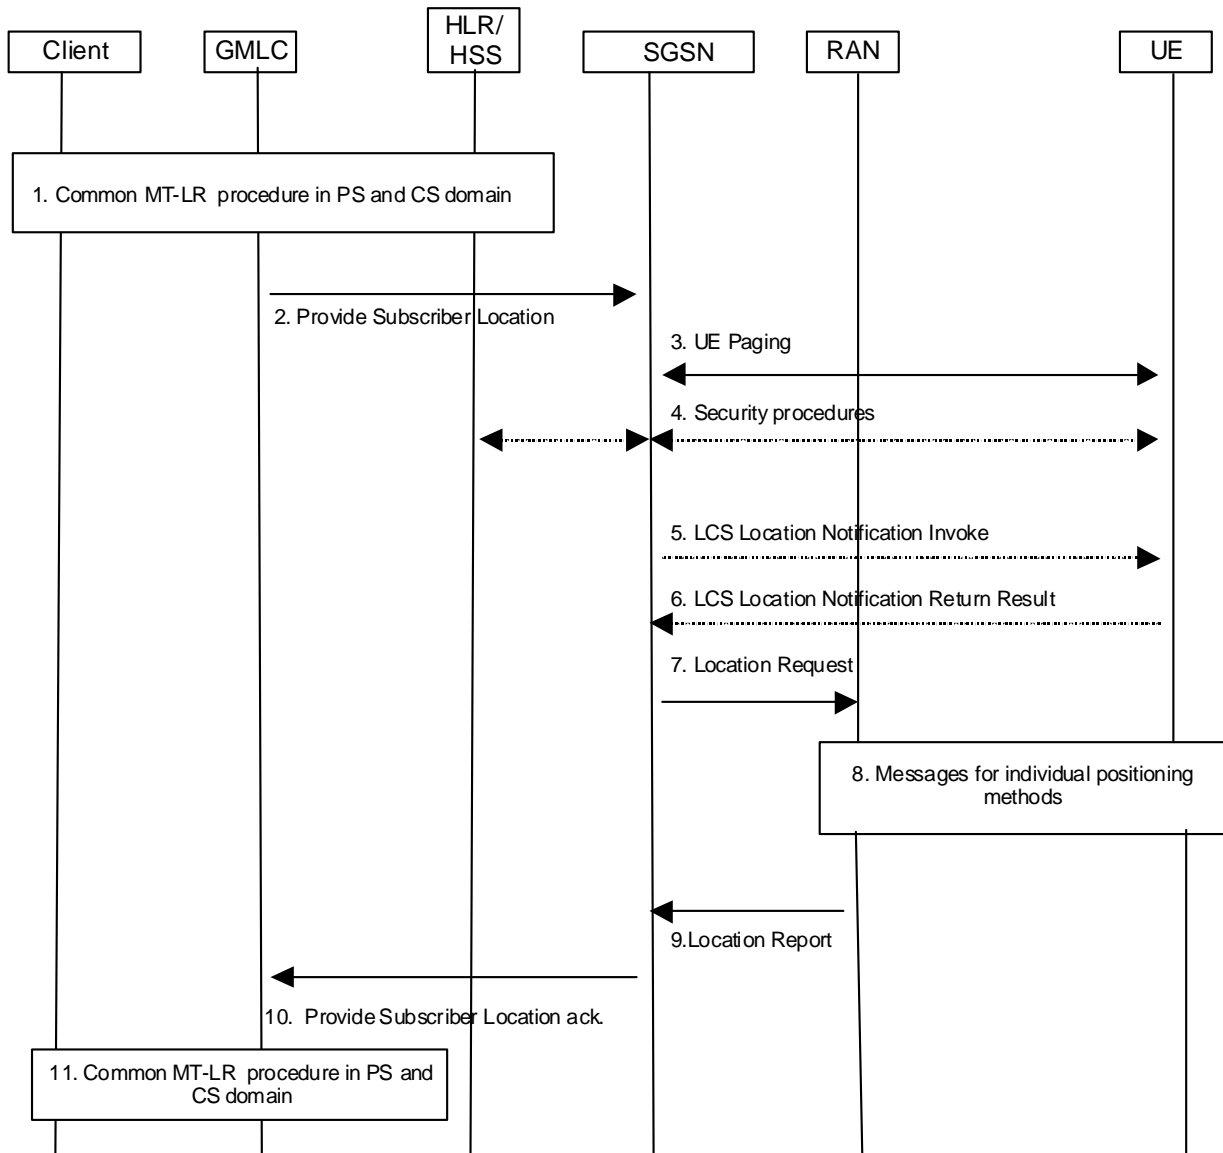 Client
GMLC
HLR/
HSS
SGSN
RAN
UE
1. Common MT-LR procedure in PS and CS domain
2. Provide Subscriber Location
3. UE Paging
4. Security procedures
5. LCS Location Notification Invoke
6. LCS Location Notification Return Result
7. Location Request
8. Messages for individual positioning
methods
9.Location Report
10. Provide Subscriber Location ack.
11. Common MT-LR procedure in PS and
CS domain